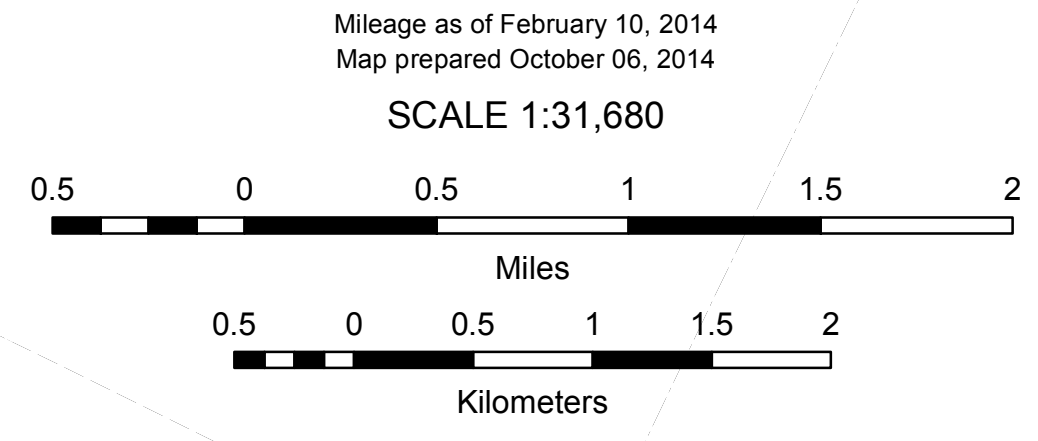 Mileage as of February 10, 2014
Map prepared October 06, 2014
SCALE 1:31,680
0.5 0 0.5 1 1.5 2
Miles
0.5 0 0.5 1 1.5 2
Kilometers